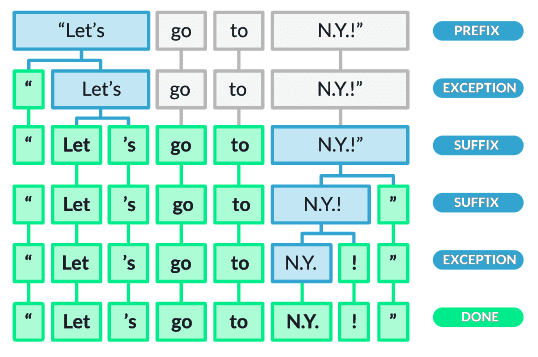 “Let’s go to N.Y.!” PREFIX
“ Let’s go to N.Y.!” EXCEPTION
“ Let ’s go to N.Y.!” SUFFIX
“ Let ’s go to N.Y.! ” SUFFIX
“ Let ’s go to N.Y. ! ” EXCEPTION
“ Let ’s go to N.Y. ! ” DONE